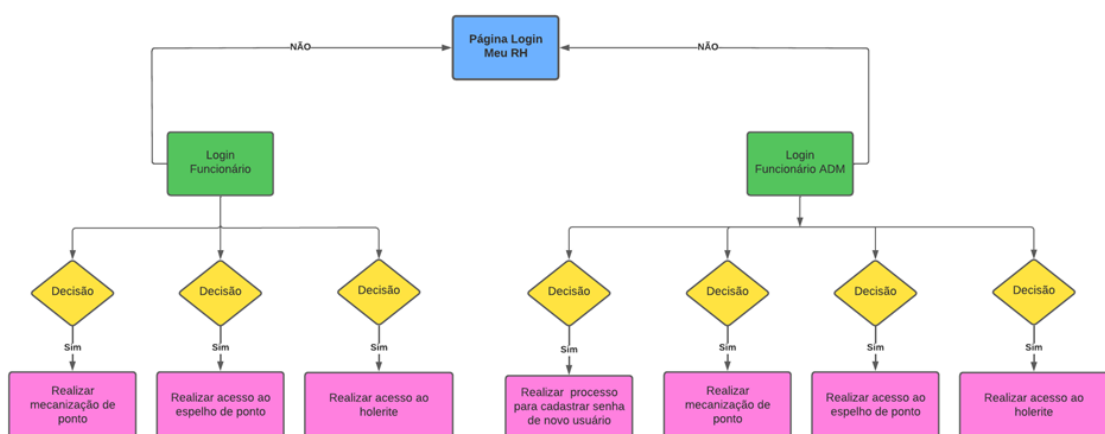 Página Login
Meu RH
NÃO
NÃO
Login
Funcionário
Login
Funcionário ADM
Decisão
Decisão
Decisão
Decisão
Decisão
Decisão
Decisão
Sim
Sim
Sim
Sim
Sim
Sim
Sim
Realizar
mecanização de
ponto
Realizar acesso ao
espelho de ponto
Realizar acesso ao
holerite
Realizar processo
para cadastrar senha
de novo usuário
Realizar
mecanização de
ponto
Realizar acesso ao
espelho de ponto
Realizar acesso ao
holerite